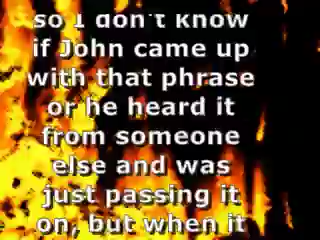 so I don't know
if John came up
with that phrase
or he heard it
from someone
else and was
just passing it
on, but when it